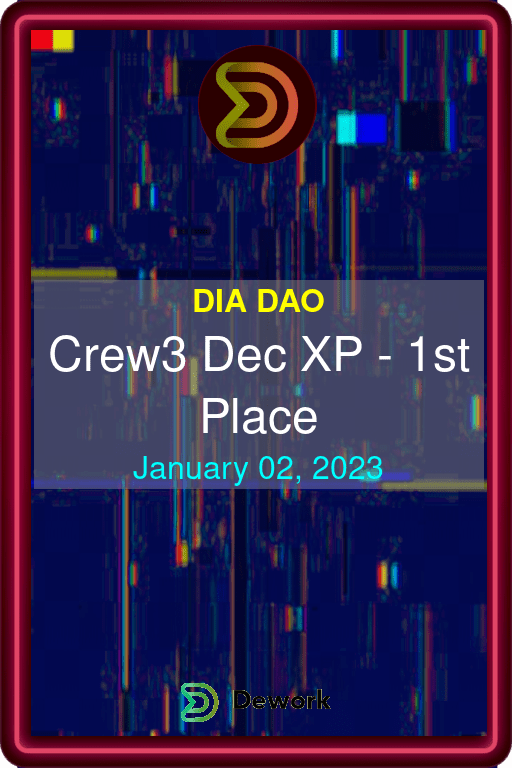 DIA DAO
Crew3 Dec XP - 1st
Place
January 02, 2023
Dework